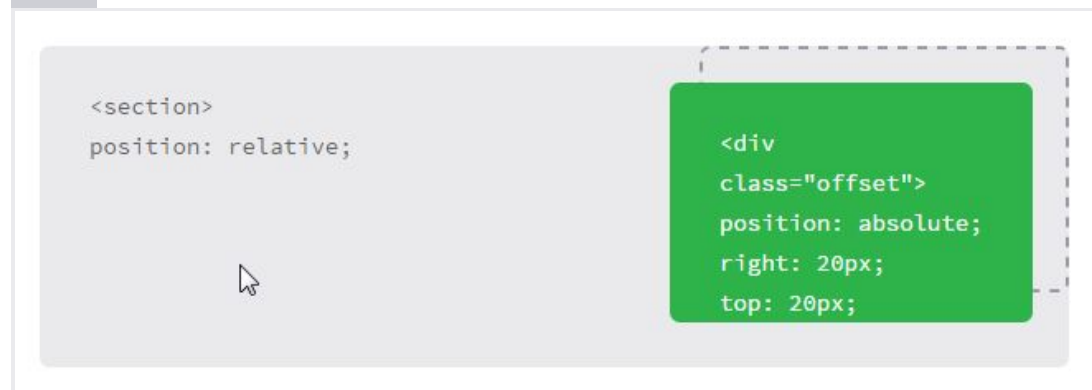 <section>
position: relative;
<div
class="offset">
position: absolute;
right: 20px;
top: 20px;